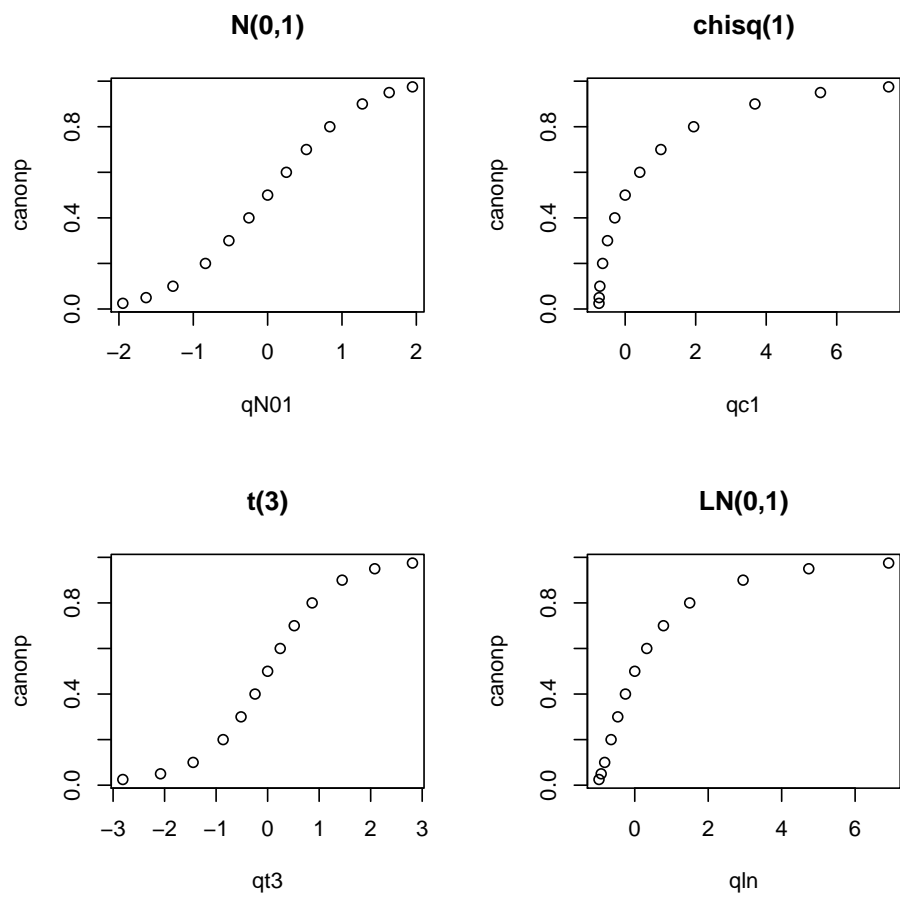 N(0,1)
canonp
0.0 0.4 0.8
−2 −1 0 1 2
qN01
chisq(1)
canonp
0.0 0.4 0.8
0 2 4 6
qc1
t(3)
canonp
0.0 0.4 0.8
−3 −2 −1 0 1 2 3
qt3
LN(0,1)
canonp
0.0 0.4 0.8
0 2 4 6
qln